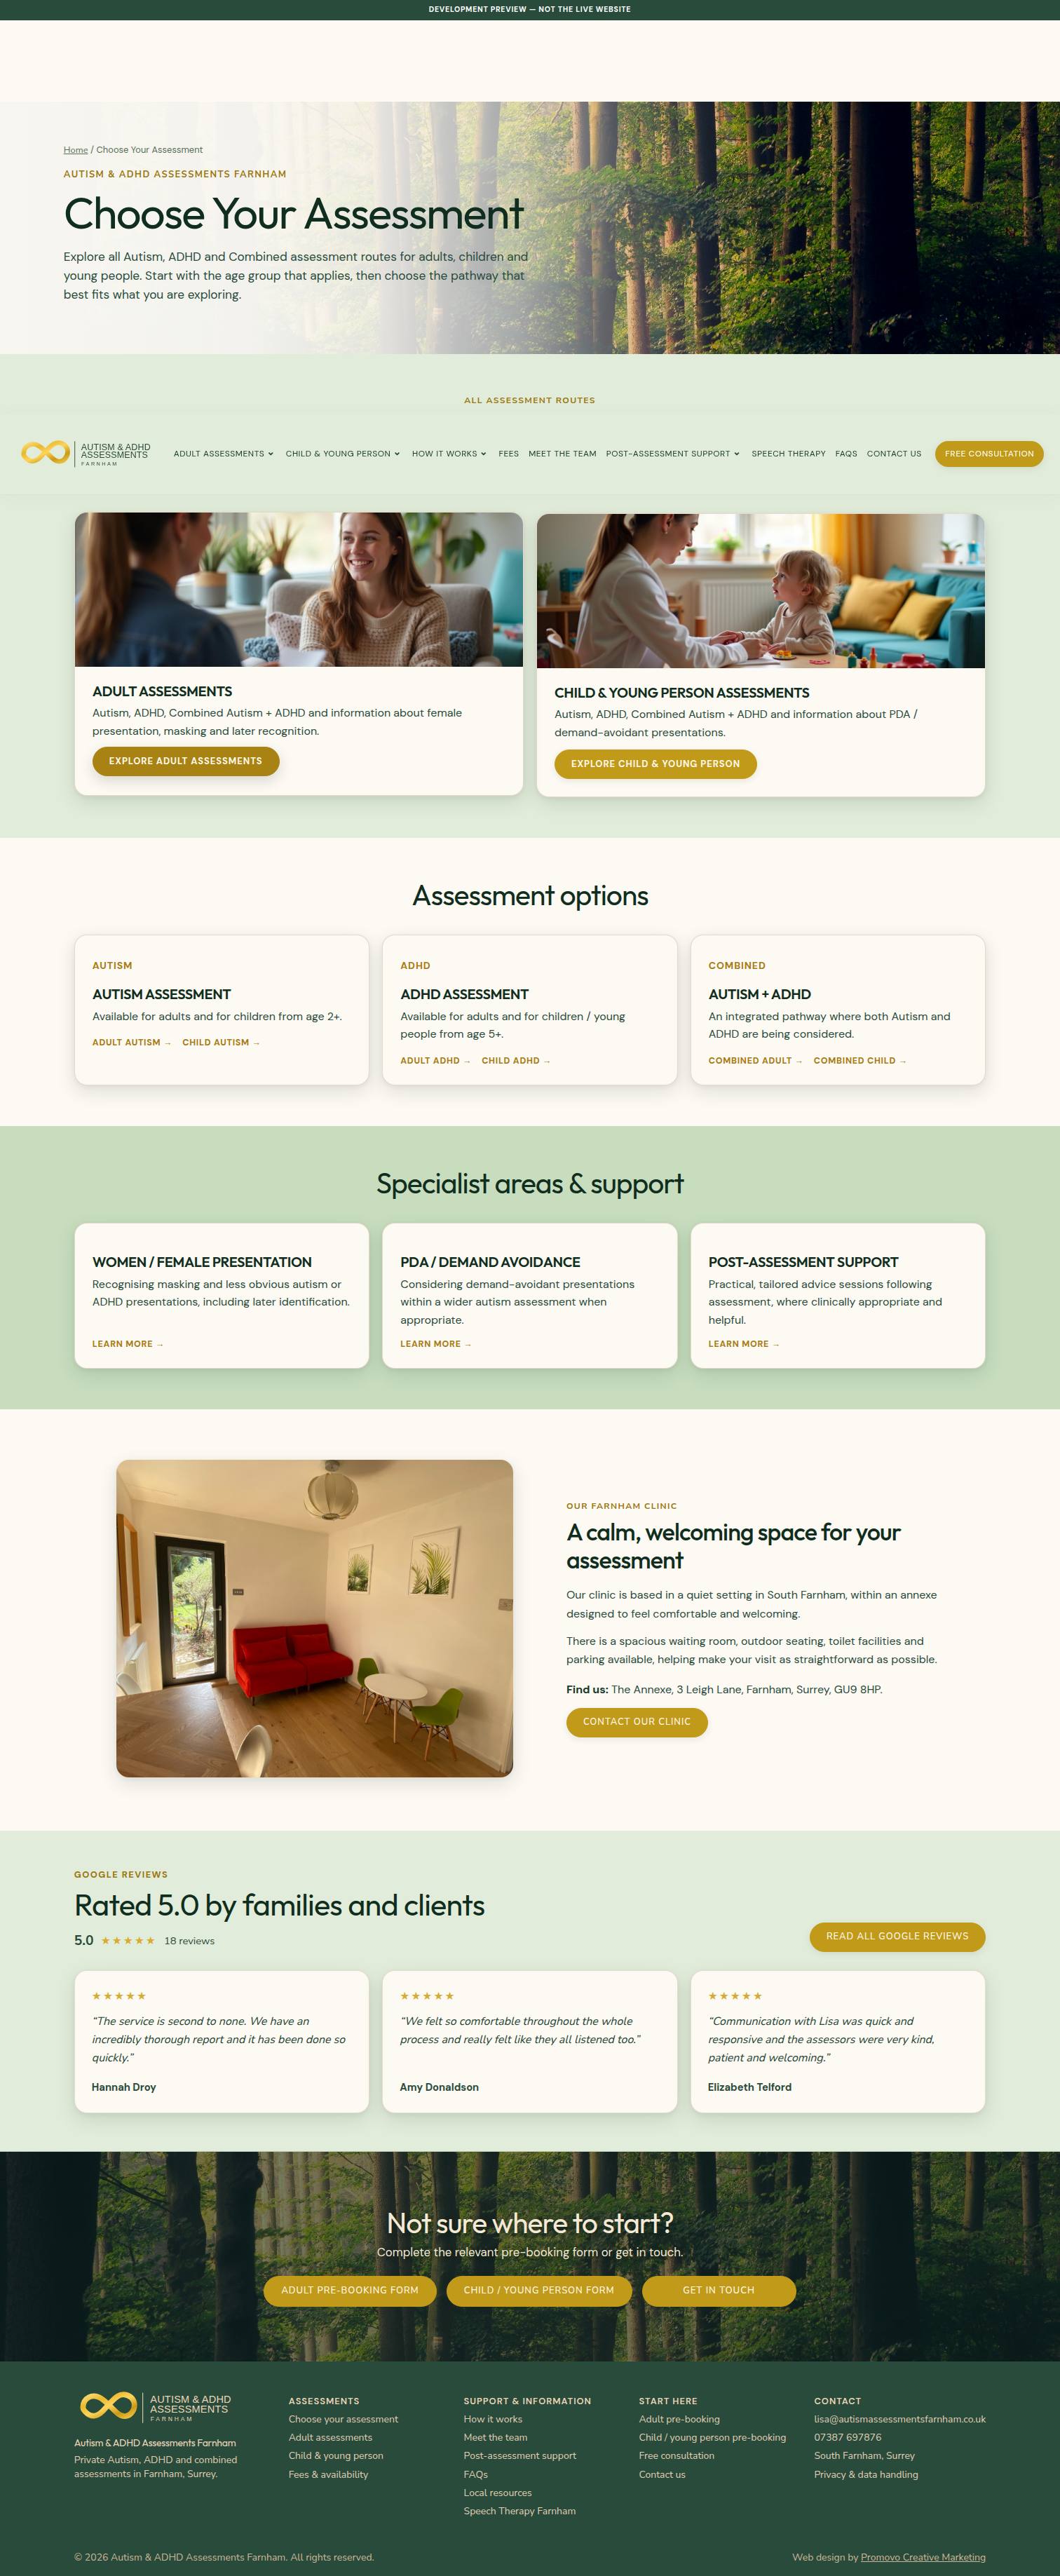 DEVELOPMENT PREVIEW — NOT THE LIVE WEBSITE
Home / Choose Your Assessment
AUTISM & ADHD ASSESSMENTS FARNHAM
Choose Your Assessment
Explore all Autism, ADHD and Combined assessment routes for adults, children and
young people. Start with the age group that applies, then choose the pathway that
best fits what you are exploring.
ALL ASSESSMENT ROUTES
AUTISM & ADHD
ASSESSMENTS
FARNHAM
ADULT ASSESSMENTS
CHILD & YOUNG PERSON
HOW IT WORKS
FEES
MEET THE TEAM
POST-ASSESSMENT SUPPORT
SPEECH THERAPY
FAQS
CONTACT US
FREE CONSULTATION
ADULT ASSESSMENTS
Autism, ADHD, Combined Autism + ADHD and information about female
presentation, masking and later recognition.
EXPLORE ADULT ASSESSMENTS
CHILD & YOUNG PERSON ASSESSMENTS
Autism, ADHD, Combined Autism + ADHD and information about PDA /
demand-avoidant presentations.
EXPLORE CHILD & YOUNG PERSON
Assessment options
AUTISM
AUTISM ASSESSMENT
Available for adults and for children from age 2+.
ADULT AUTISM → CHILD AUTISM →
ADHD
ADHD ASSESSMENT
Available for adults and for children / young
people from age 5+.
ADULT ADHD → CHILD ADHD →
COMBINED
AUTISM + ADHD
An integrated pathway where both Autism and
ADHD are being considered.
COMBINED ADULT → COMBINED CHILD →
Specialist areas & support
WOMEN / FEMALE PRESENTATION
Recognising masking and less obvious autism or
ADHD presentations, including later identification.
LEARN MORE →
PDA / DEMAND AVOIDANCE
Considering demand-avoidant presentations
within a wider autism assessment when
appropriate.
LEARN MORE →
POST-ASSESSMENT SUPPORT
Practical, tailored advice sessions following
assessment, where clinically appropriate and
helpful.
LEARN MORE →
OUR FARNHAM CLINIC
A calm, welcoming space for your
assessment
Our clinic is based in a quiet setting in South Farnham, within an annexe
designed to feel comfortable and welcoming.
There is a spacious waiting room, outdoor seating, toilet facilities and
parking available, helping make your visit as straightforward as possible.
Find us: The Annexe, 3 Leigh Lane, Farnham, Surrey, GU9 8HP.
CONTACT OUR CLINIC
GOOGLE REVIEWS
Rated 5.0 by families and clients
5.0 ★★★★★ 18 reviews
READ ALL GOOGLE REVIEWS
★★★★★
“The service is second to none. We have an
incredibly thorough report and it has been done so
quickly.”
Hannah Droy
★★★★★
“We felt so comfortable throughout the whole
process and really felt like they all listened too.”
Amy Donaldson
★★★★★
“Communication with Lisa was quick and
responsive and the assessors were very kind,
patient and welcoming.”
Elizabeth Telford
Not sure where to start?
Complete the relevant pre-booking form or get in touch.
ADULT PRE-BOOKING FORM
CHILD / YOUNG PERSON FORM
GET IN TOUCH
AUTISM & ADHD
ASSESSMENTS
FARNHAM
Autism & ADHD Assessments Farnham
Private Autism, ADHD and combined
assessments in Farnham, Surrey.
ASSESSMENTS
Choose your assessment
Adult assessments
Child & young person
Fees & availability
SUPPORT & INFORMATION
How it works
Meet the team
Post-assessment support
FAQs
Local resources
Speech Therapy Farnham
START HERE
Adult pre-booking
Child / young person pre-booking
Free consultation
Contact us
CONTACT
lisa@autismassessmentsfarnham.co.uk
07387 697876
South Farnham, Surrey
Privacy & data handling
© 2026 Autism & ADHD Assessments Farnham. All rights reserved.
Web design by Promovo Creative Marketing